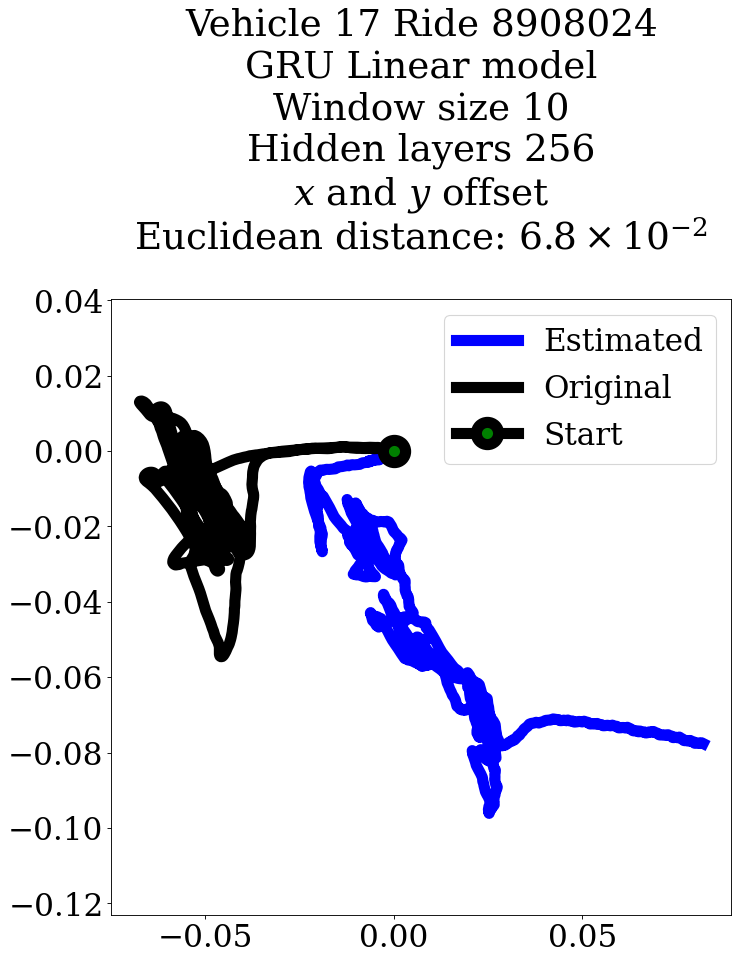 Vehicle 17 Ride 8908024
GRU Linear model
Window size 10
Hidden layers 256
x and y offset
Euclidean distance: 6.8 × 10⁻²
Estimated
Original
Start
0.04
0.02
0.00
−0.02
−0.04
−0.06
−0.08
−0.10
−0.12
−0.05 0.00 0.05